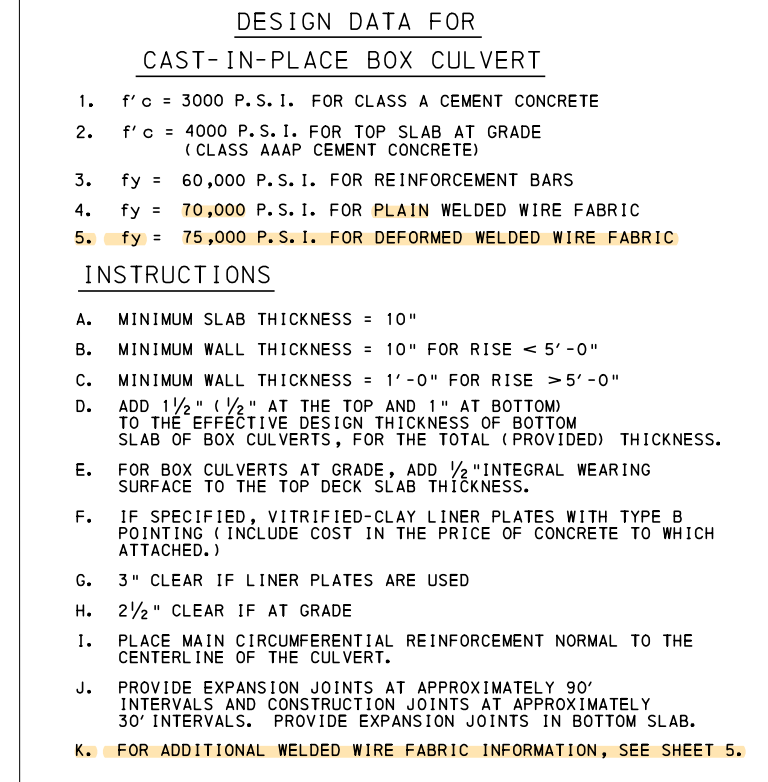 DESIGN DATA FOR
CAST-IN-PLACE BOX CULVERT
1. f'c = 3000 P.S.I. FOR CLASS A CEMENT CONCRETE
2. f'c = 4000 P.S.I. FOR TOP SLAB AT GRADE
(CLASS AAAP CEMENT CONCRETE)
3. fy = 60,000 P.S.I. FOR REINFORCEMENT BARS
4. fy = 70,000 P.S.I. FOR PLAIN WELDED WIRE FABRIC
5. fy = 75,000 P.S.I. FOR DEFORMED WELDED WIRE FABRIC
INSTRUCTIONS
A. MINIMUM SLAB THICKNESS = 10"
B. MINIMUM WALL THICKNESS = 10" FOR RISE < 5'-0"
C. MINIMUM WALL THICKNESS = 1'-0" FOR RISE >5'-0"
D. ADD 1½" (½" AT THE TOP AND 1" AT BOTTOM)
TO THE EFFECTIVE DESIGN THICKNESS OF BOTTOM
SLAB OF BOX CULVERTS, FOR THE TOTAL (PROVIDED) THICKNESS.
E. FOR BOX CULVERTS AT GRADE, ADD ½"INTEGRAL WEARING
SURFACE TO THE TOP DECK SLAB THICKNESS.
F. IF SPECIFIED, VITRIFIED-CLAY LINER PLATES WITH TYPE B
POINTING (INCLUDE COST IN THE PRICE OF CONCRETE TO WHICH
ATTACHED.)
G. 3" CLEAR IF LINER PLATES ARE USED
H. 2½" CLEAR IF AT GRADE
I. PLACE MAIN CIRCUMFERENTIAL REINFORCEMENT NORMAL TO THE
CENTERLINE OF THE CULVERT.
J. PROVIDE EXPANSION JOINTS AT APPROXIMATELY 90'
INTERVALS AND CONSTRUCTION JOINTS AT APPROXIMATELY
30' INTERVALS. PROVIDE EXPANSION JOINTS IN BOTTOM SLAB.
K. FOR ADDITIONAL WELDED WIRE FABRIC INFORMATION, SEE SHEET 5.